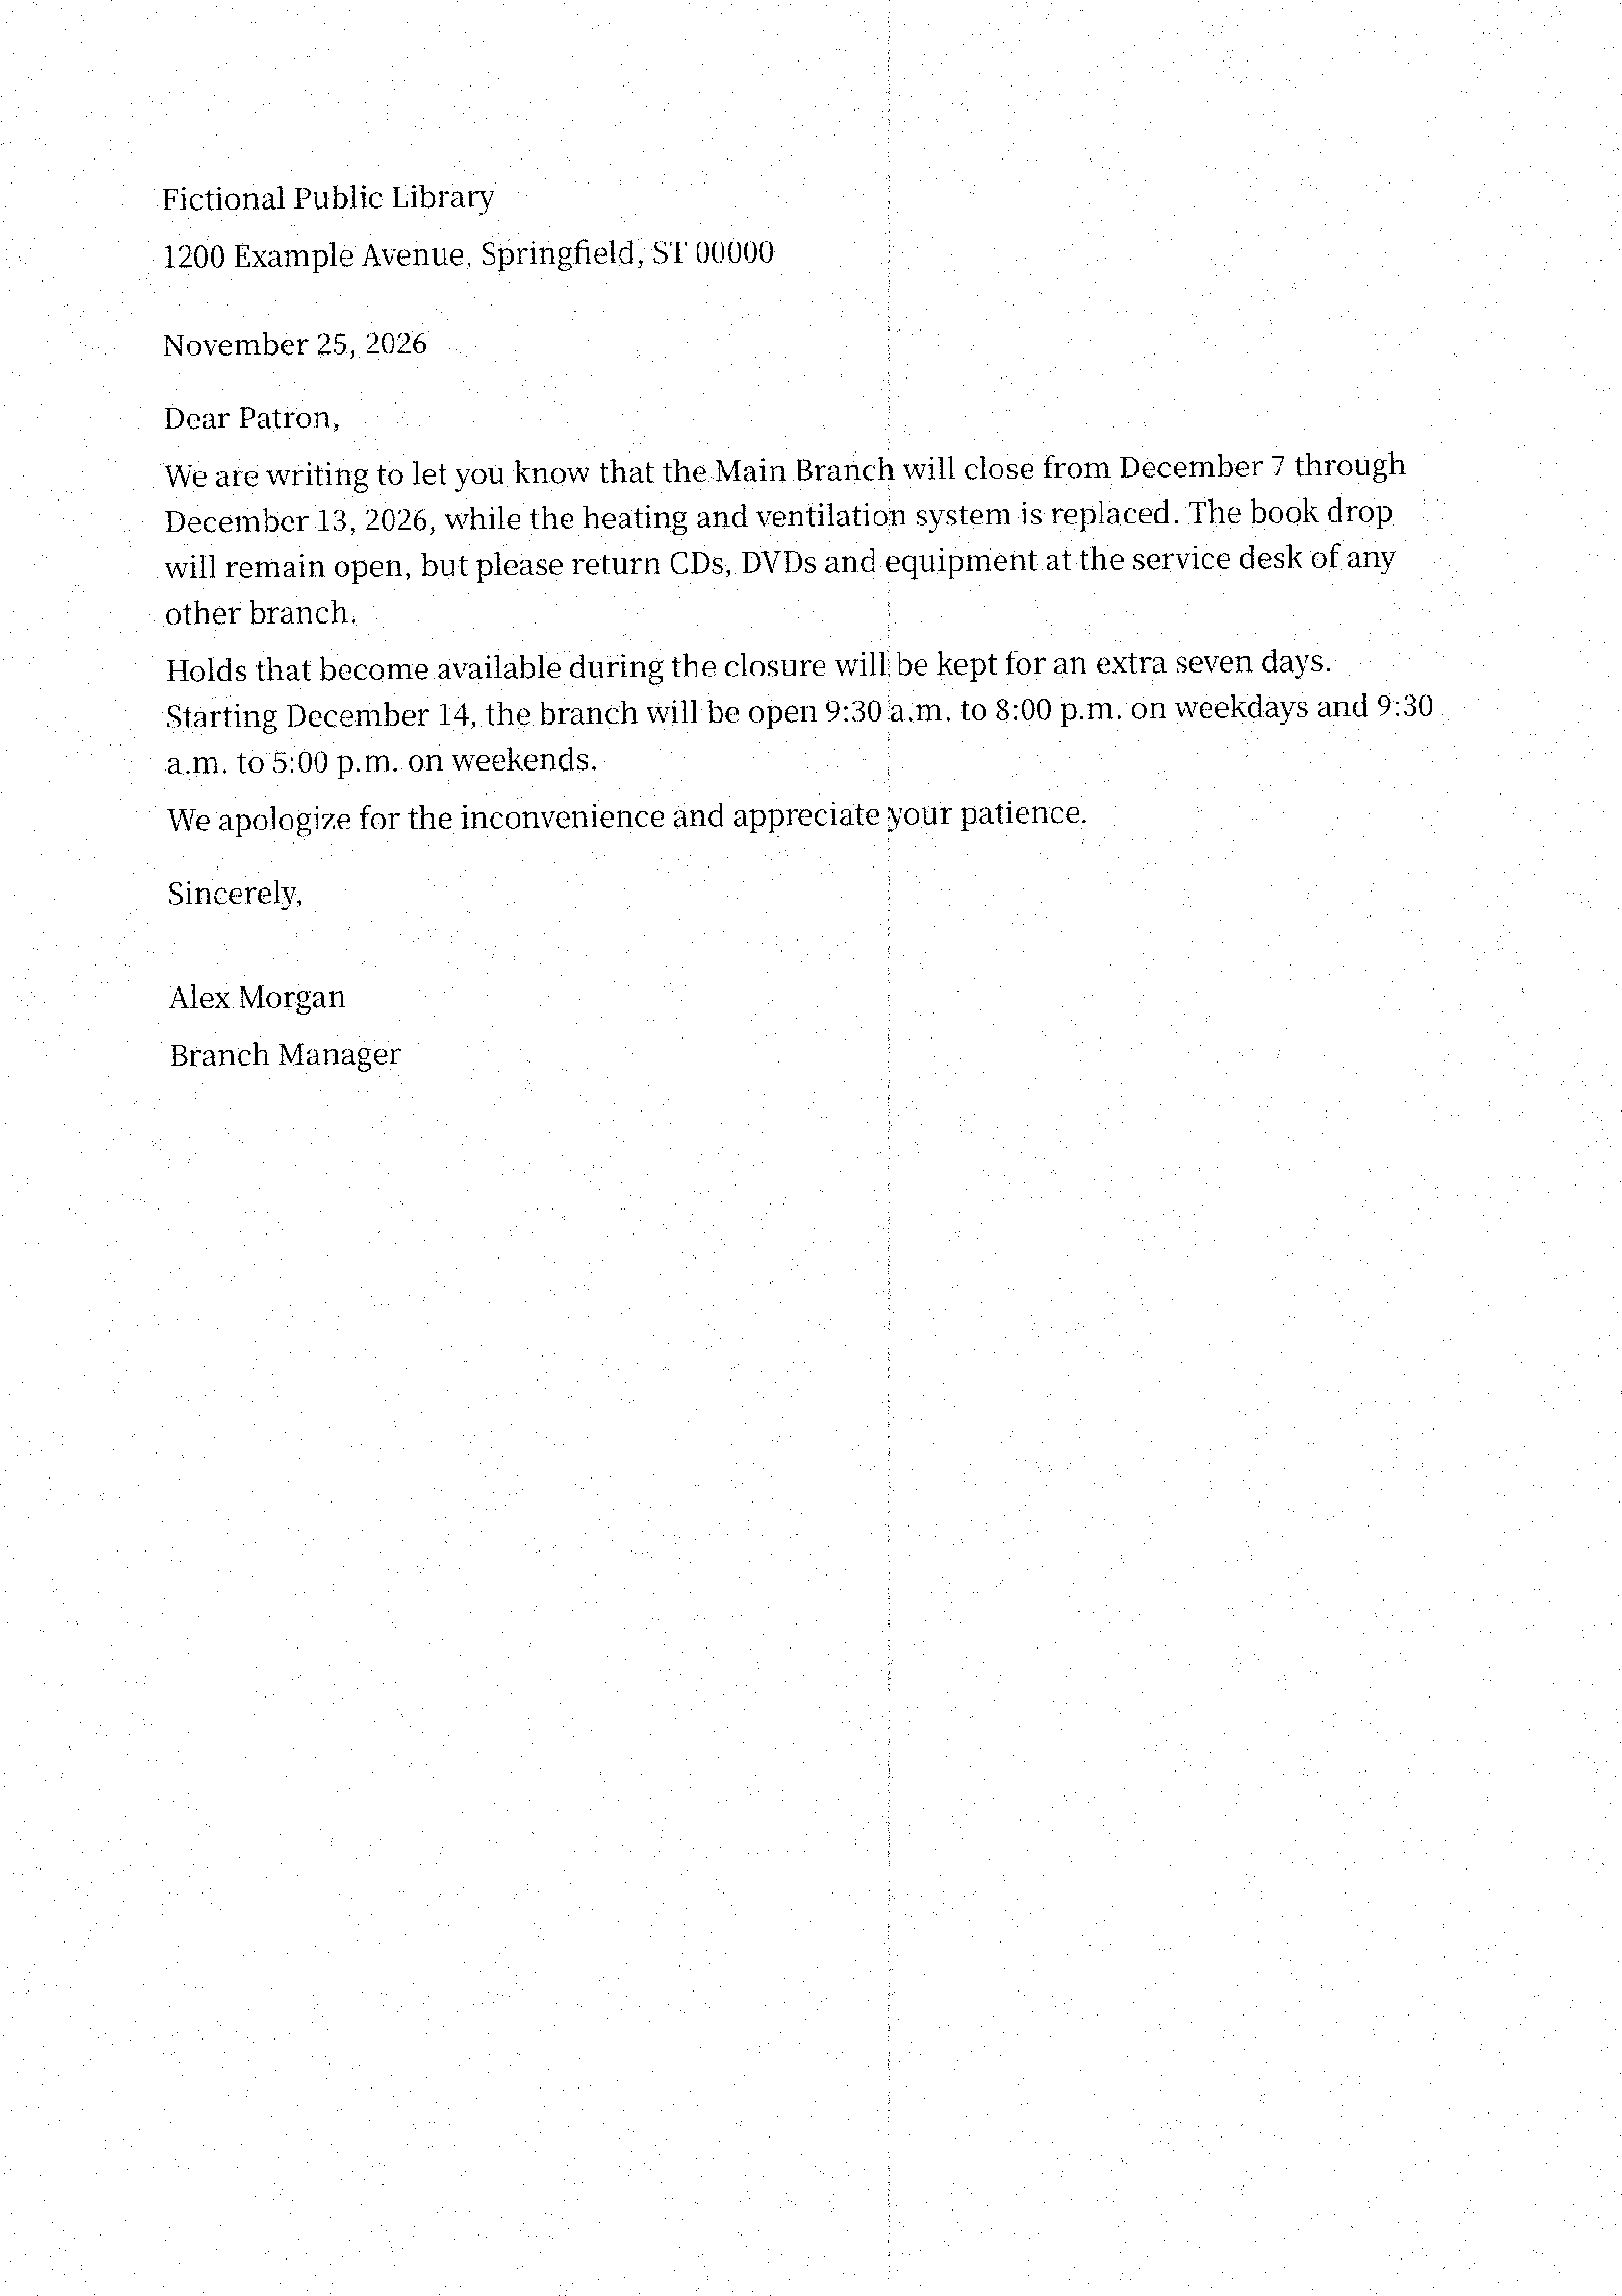 Fictional Public Library
1200 Example Avenue, Springfield, ST 00000
November 25, 2026
Dear Patron,
We are writing to let you know that the Main Branch will close from December 7 through
December 13, 2026, while the heating and ventilation system is replaced. The book drop
will remain open, but please return CDs, DVDs and equipment at the service desk of any
other branch.
Holds that become available during the closure will be kept for an extra seven days.
Starting December 14, the branch will be open 9:30 a.m. to 8:00 p.m. on weekdays and 9:30
a.m. to 5:00 p.m. on weekends.
We apologize for the inconvenience and appreciate your patience.
Sincerely,
Alex Morgan
Branch Manager